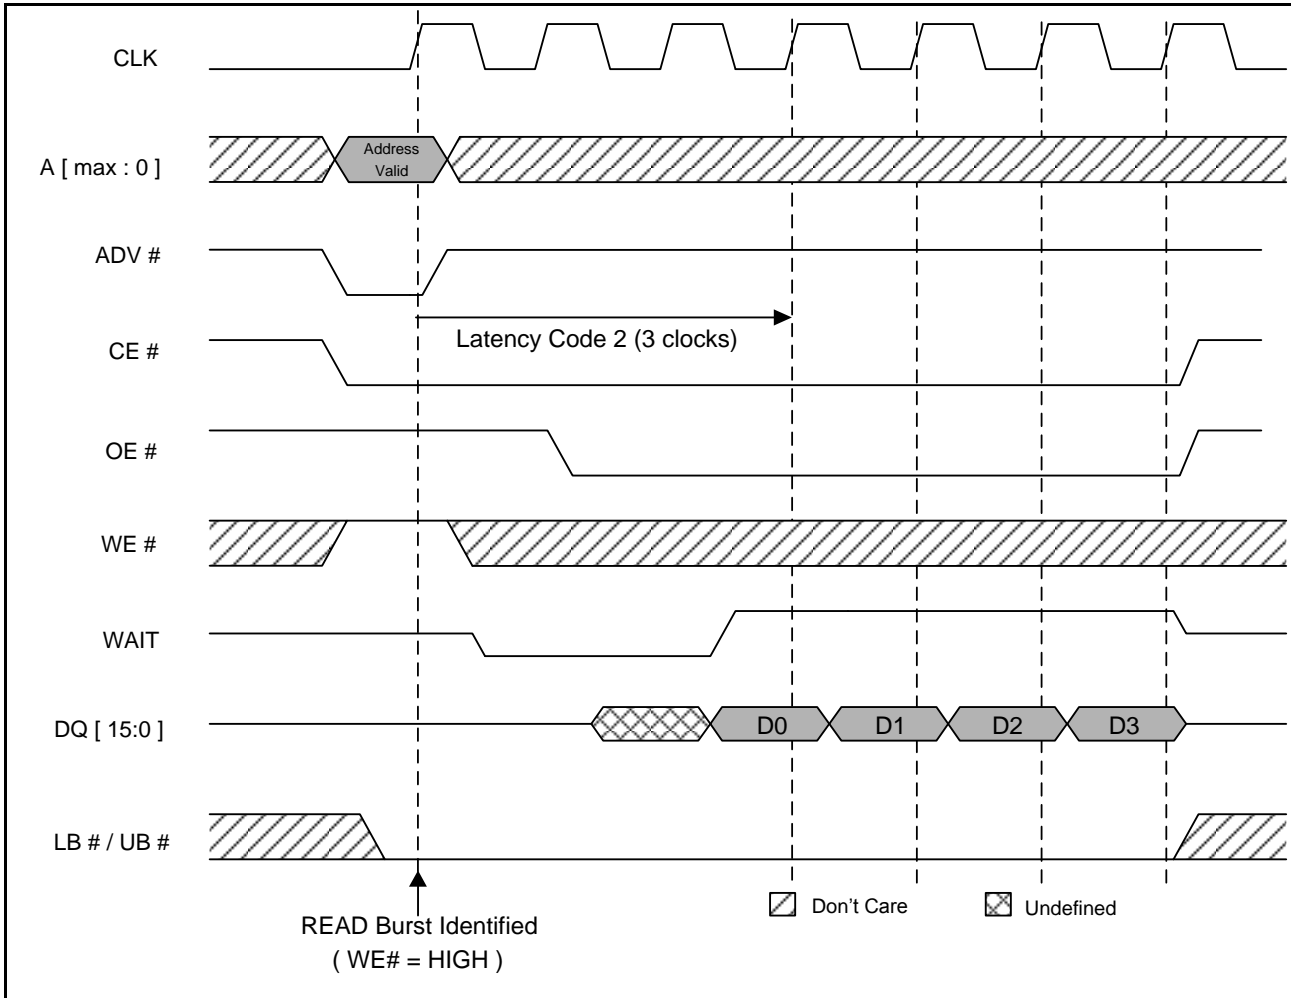 CLK
A [ max : 0 ]
Address
Valid
ADV #
Latency Code 2 (3 clocks)
CE #
OE #
WE #
WAIT
DQ [ 15:0 ]
D0
D1
D2
D3
LB # / UB #
READ Burst Identified
( WE# = HIGH )
Don't Care
Undefined